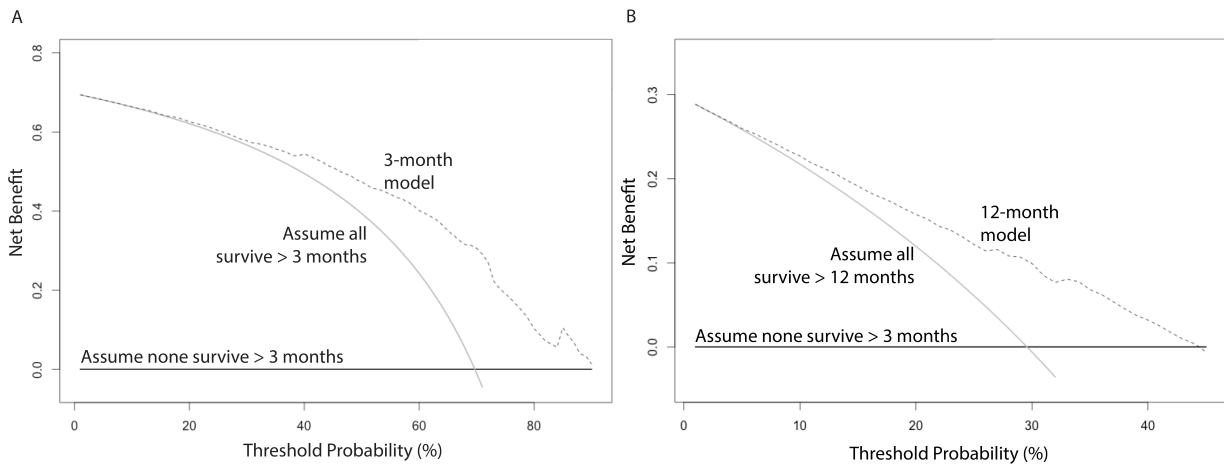 A
0.8
0.6
0.4
0.2
0.0
Net Benefit
3-month
model
Assume all
survive > 3 months
Assume none survive > 3 months
0
20
40
60
80
Threshold Probability (%)
B
0.3
0.2
0.1
0.0
Net Benefit
12-month
model
Assume all
survive > 12 months
Assume none survive > 3 months
0
10
20
30
40
Threshold Probability (%)